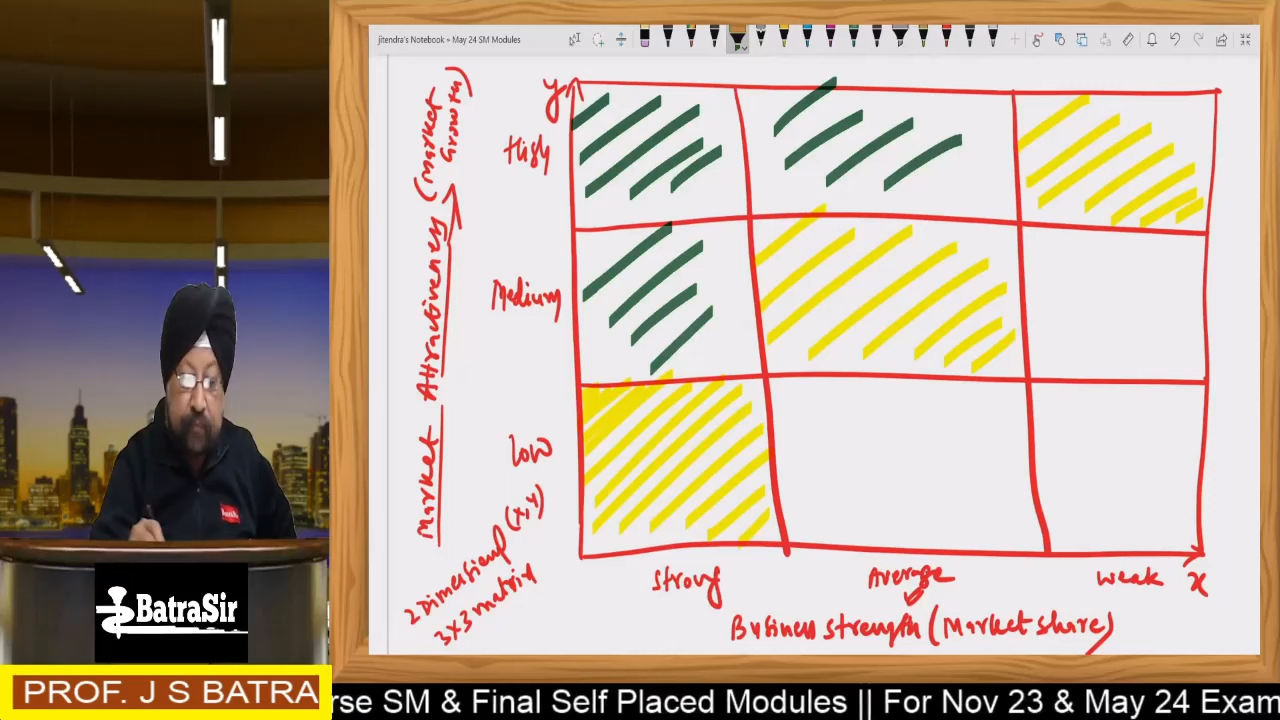 jitendra's Notebook » May 24 SM Modules
y
High
Medium
Low
Market Attractiveness (Market Growth)
2 Dimensional (x,y)
3x3 matrix
Strong
Average
weak
x
Business strength (Market share)
BatraSir
PROF. J S BATRA
rse SM & Final Self Placed Modules || For Nov 23 & May 24 Exam